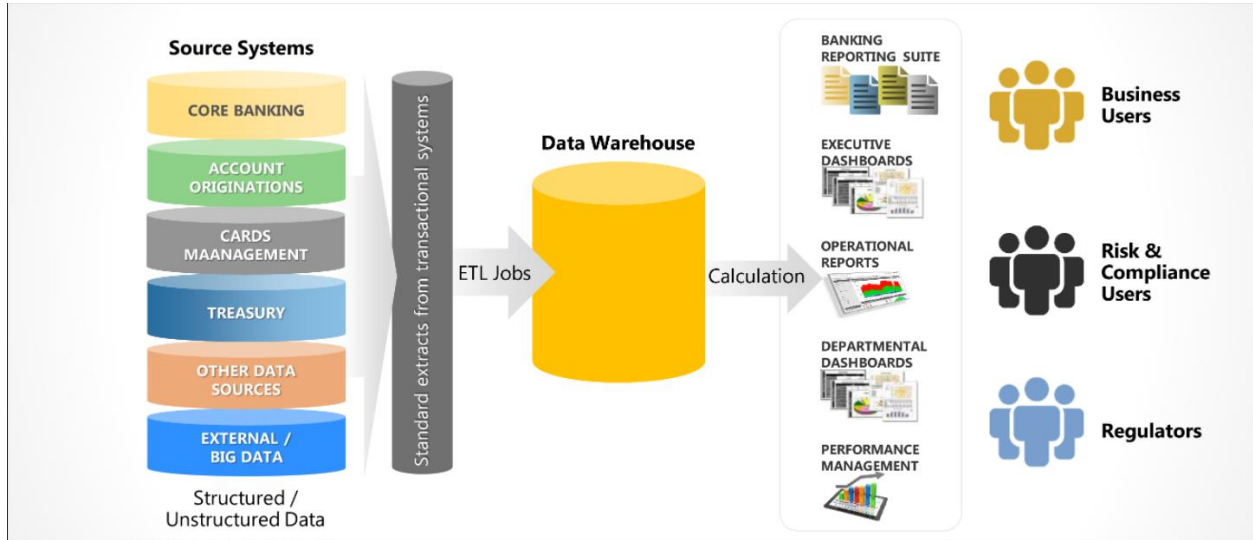 Source Systems
CORE BANKING
ACCOUNT
ORIGINATIONS
CARDS
MAANAGEMENT
TREASURY
OTHER DATA
SOURCES
EXTERNAL /
BIG DATA
Structured /
Unstructured Data
Standard extracts from transactional systems
ETL Jobs
Data Warehouse
Calculation
BANKING
REPORTING SUITE
EXECUTIVE
DASHBOARDS
OPERATIONAL
REPORTS
DEPARTMENTAL
DASHBOARDS
PERFORMANCE
MANAGEMENT
Business
Users
Risk &
Compliance
Users
Regulators